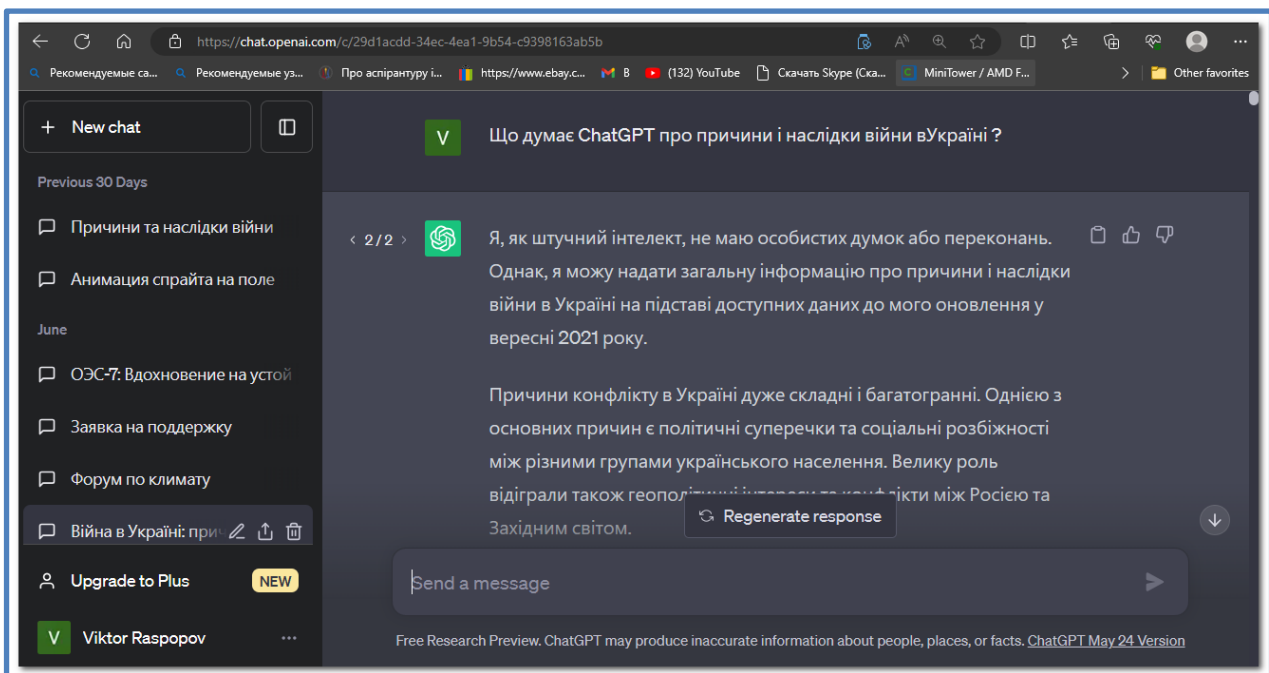 https://chat.openai.com/c/29d1acdd-34ec-4ea1-9b54-c9398163ab5b
Рекомендуемые са... Рекомендуемые уз... Про аспірантуру і... https://www.ebay.c... В (132) YouTube Скачать Skype (Ска... MiniTower / AMD F... Other favorites
+ New chat
Previous 30 Days
Причини та наслідки війни
Анимация спрайта на поле
June
ОЭС-7: Вдохновение на устой
Заявка на поддержку
Форум по климату
Війна в Україні: при
Upgrade to Plus NEW
V Viktor Raspopov ...
V Що думає ChatGPT про причини і наслідки війни вУкраїні ?
< 2/2 > Я, як штучний інтелект, не маю особистих думок або переконань.
Однак, я можу надати загальну інформацію про причини і наслідки
війни в Україні на підставі доступних даних до мого оновлення у
вересні 2021 року.
Причини конфлікту в Україні дуже складні і багатогранні. Однією з
основних причин є політичні суперечки та соціальні розбіжності
між різними групами українського населення. Велику роль
відіграли також між Росією та
Західним світом.
Regenerate response
Send a message
Free Research Preview. ChatGPT may produce inaccurate information about people, places, or facts. ChatGPT May 24 Version